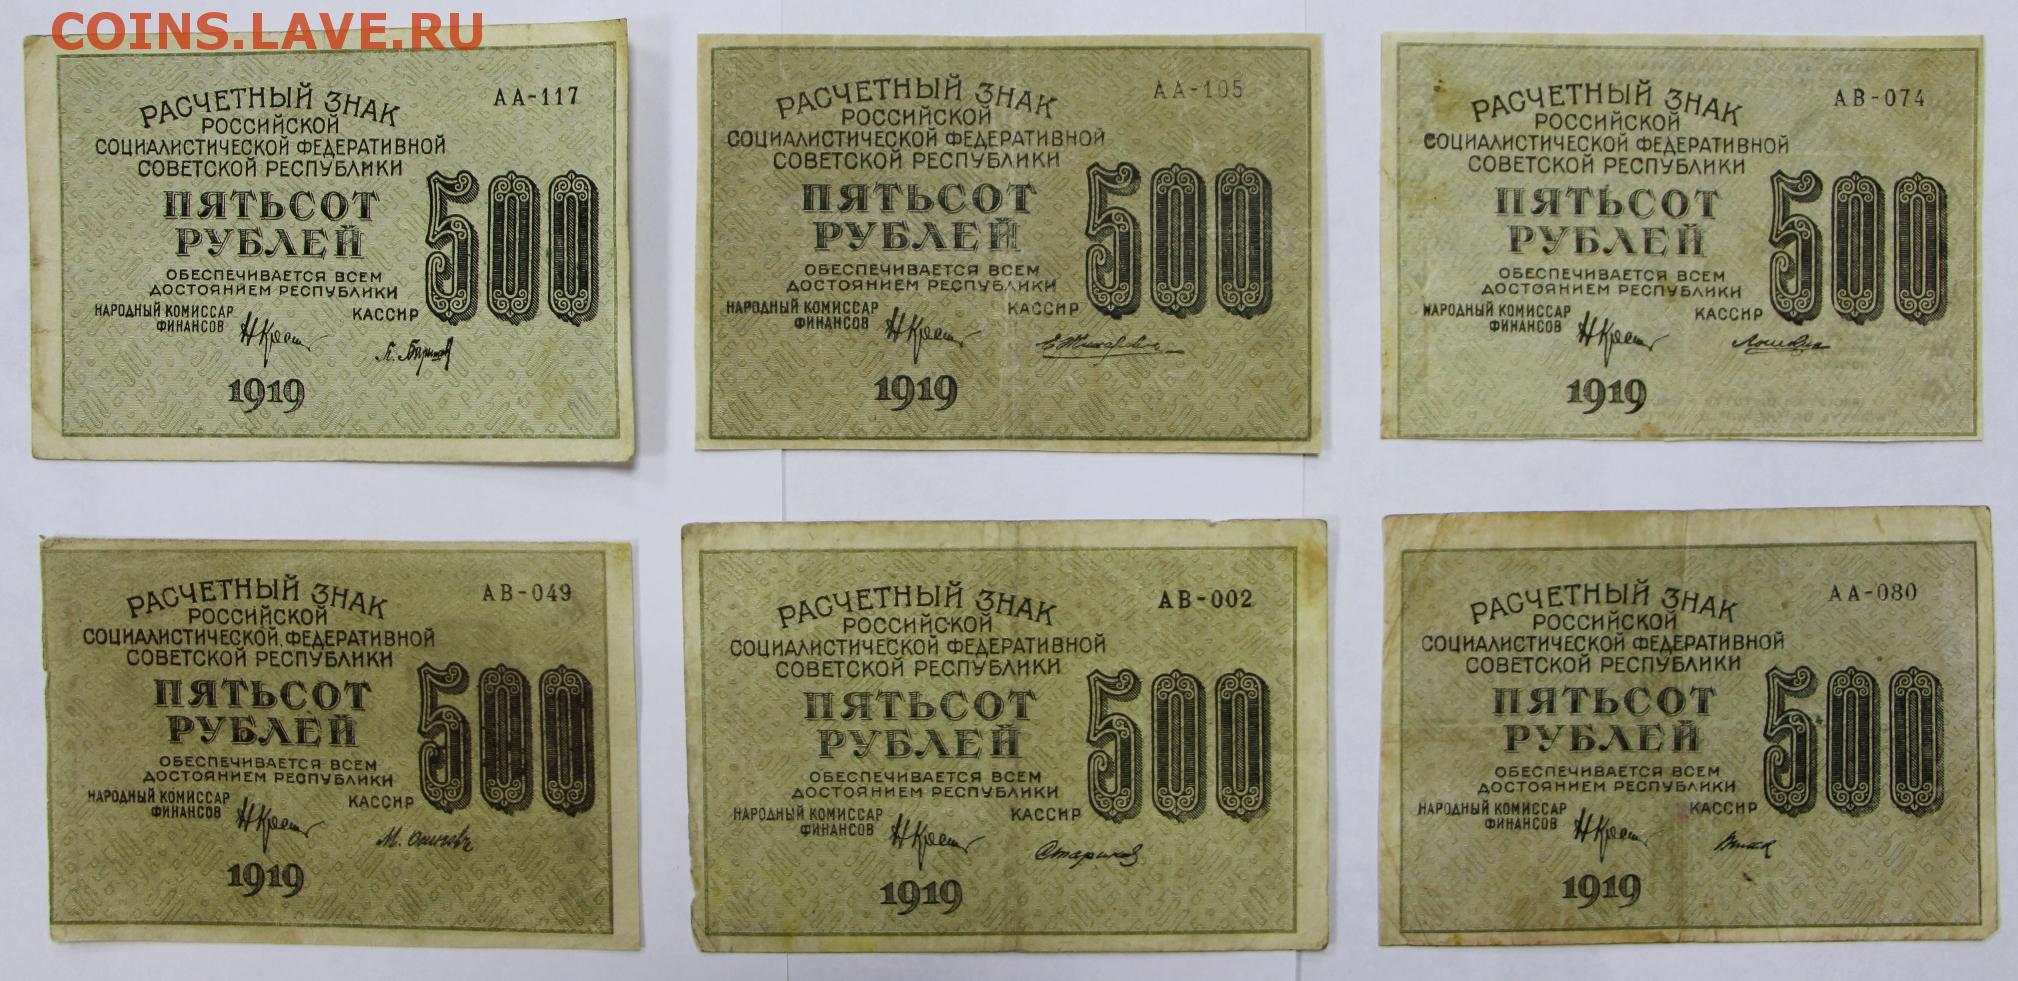 COINS.LAVE.RU
АА-117
РАСЧЕТНЫЙ ЗНАК
РОССИЙСКОЙ
СОЦИАЛИСТИЧЕСКОЙ ФЕДЕРАТИВНОЙ
СОВЕТСКОЙ РЕСПУБЛИКИ
ПЯТЬСОТ
РУБЛЕЙ
500
ОБЕСПЕЧИВАЕТСЯ ВСЕМ
ДОСТОЯНИЕМ РЕСПУБЛИКИ
НАРОДНЫЙ КОМИССАР
ФИНАНСОВ
КАССИР
1919
АА-105
РАСЧЕТНЫЙ ЗНАК
РОССИЙСКОЙ
СОЦИАЛИСТИЧЕСКОЙ ФЕДЕРАТИВНОЙ
СОВЕТСКОЙ РЕСПУБЛИКИ
ПЯТЬСОТ
РУБЛЕЙ
500
ОБЕСПЕЧИВАЕТСЯ ВСЕМ
ДОСТОЯНИЕМ РЕСПУБЛИКИ
НАРОДНЫЙ КОМИССАР
ФИНАНСОВ
КАССИР
1919
АВ-074
РАСЧЕТНЫЙ ЗНАК
РОССИЙСКОЙ
СОЦИАЛИСТИЧЕСКОЙ ФЕДЕРАТИВНОЙ
СОВЕТСКОЙ РЕСПУБЛИКИ
ПЯТЬСОТ
РУБЛЕЙ
500
ОБЕСПЕЧИВАЕТСЯ ВСЕМ
ДОСТОЯНИЕМ РЕСПУБЛИКИ
НАРОДНЫЙ КОМИССАР
ФИНАНСОВ
КАССИР
1919
АВ-049
РАСЧЕТНЫЙ ЗНАК
РОССИЙСКОЙ
СОЦИАЛИСТИЧЕСКОЙ ФЕДЕРАТИВНОЙ
СОВЕТСКОЙ РЕСПУБЛИКИ
ПЯТЬСОТ
РУБЛЕЙ
500
ОБЕСПЕЧИВАЕТСЯ ВСЕМ
ДОСТОЯНИЕМ РЕСПУБЛИКИ
НАРОДНЫЙ КОМИССАР
ФИНАНСОВ
КАССИР
1919
АВ-002
РАСЧЕТНЫЙ ЗНАК
РОССИЙСКОЙ
СОЦИАЛИСТИЧЕСКОЙ ФЕДЕРАТИВНОЙ
СОВЕТСКОЙ РЕСПУБЛИКИ
ПЯТЬСОТ
РУБЛЕЙ
500
ОБЕСПЕЧИВАЕТСЯ ВСЕМ
ДОСТОЯНИЕМ РЕСПУБЛИКИ
НАРОДНЫЙ КОМИССАР
ФИНАНСОВ
КАССИР
1919
АА-080
РАСЧЕТНЫЙ ЗНАК
РОССИЙСКОЙ
СОЦИАЛИСТИЧЕСКОЙ ФЕДЕРАТИВНОЙ
СОВЕТСКОЙ РЕСПУБЛИКИ
ПЯТЬСОТ
РУБЛЕЙ
500
ОБЕСПЕЧИВАЕТСЯ ВСЕМ
ДОСТОЯНИЕМ РЕСПУБЛИКИ
НАРОДНЫЙ КОМИССАР
ФИНАНСОВ
КАССИР
1919